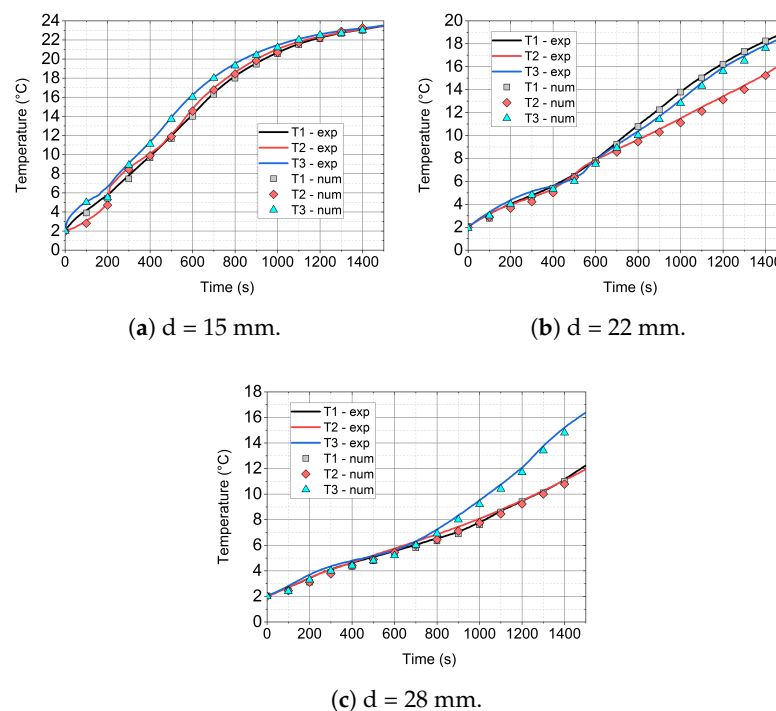 24
22
20
18
16
14
12
10
8
6
4
2
0
Temperature (°C)
T1 - exp
T2 - exp
T3 - exp
T1 - num
T2 - num
T3 - num
0 200 400 600 800 1000 1200 1400
Time (s)
(a) d = 15 mm.
20
18
16
14
12
10
8
6
4
2
0
Temperature (°C)
T1 - exp
T2 - exp
T3 - exp
T1 - num
T2 - num
T3 - num
0 200 400 600 800 1000 1200 1400
Time (s)
(b) d = 22 mm.
18
16
14
12
10
8
6
4
2
0
Temperature (°C)
T1 - exp
T2 - exp
T3 - exp
T1 - num
T2 - num
T3 - num
0 200 400 600 800 1000 1200 1400
Time (s)
(c) d = 28 mm.